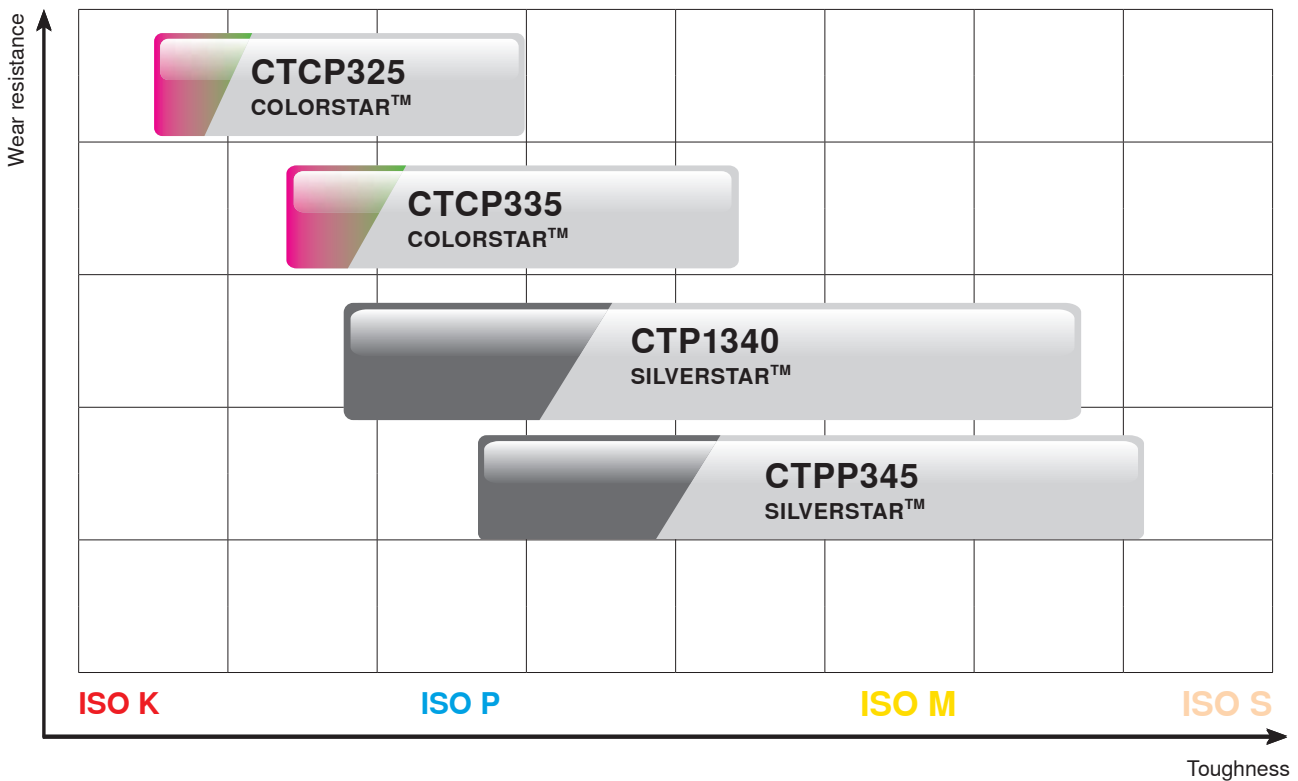 Wear resistance
CTCP325
COLORSTAR™
CTCP335
COLORSTAR™
CTP1340
SILVERSTAR™
CTPP345
SILVERSTAR™
ISO K
ISO P
ISO M
ISO S
Toughness